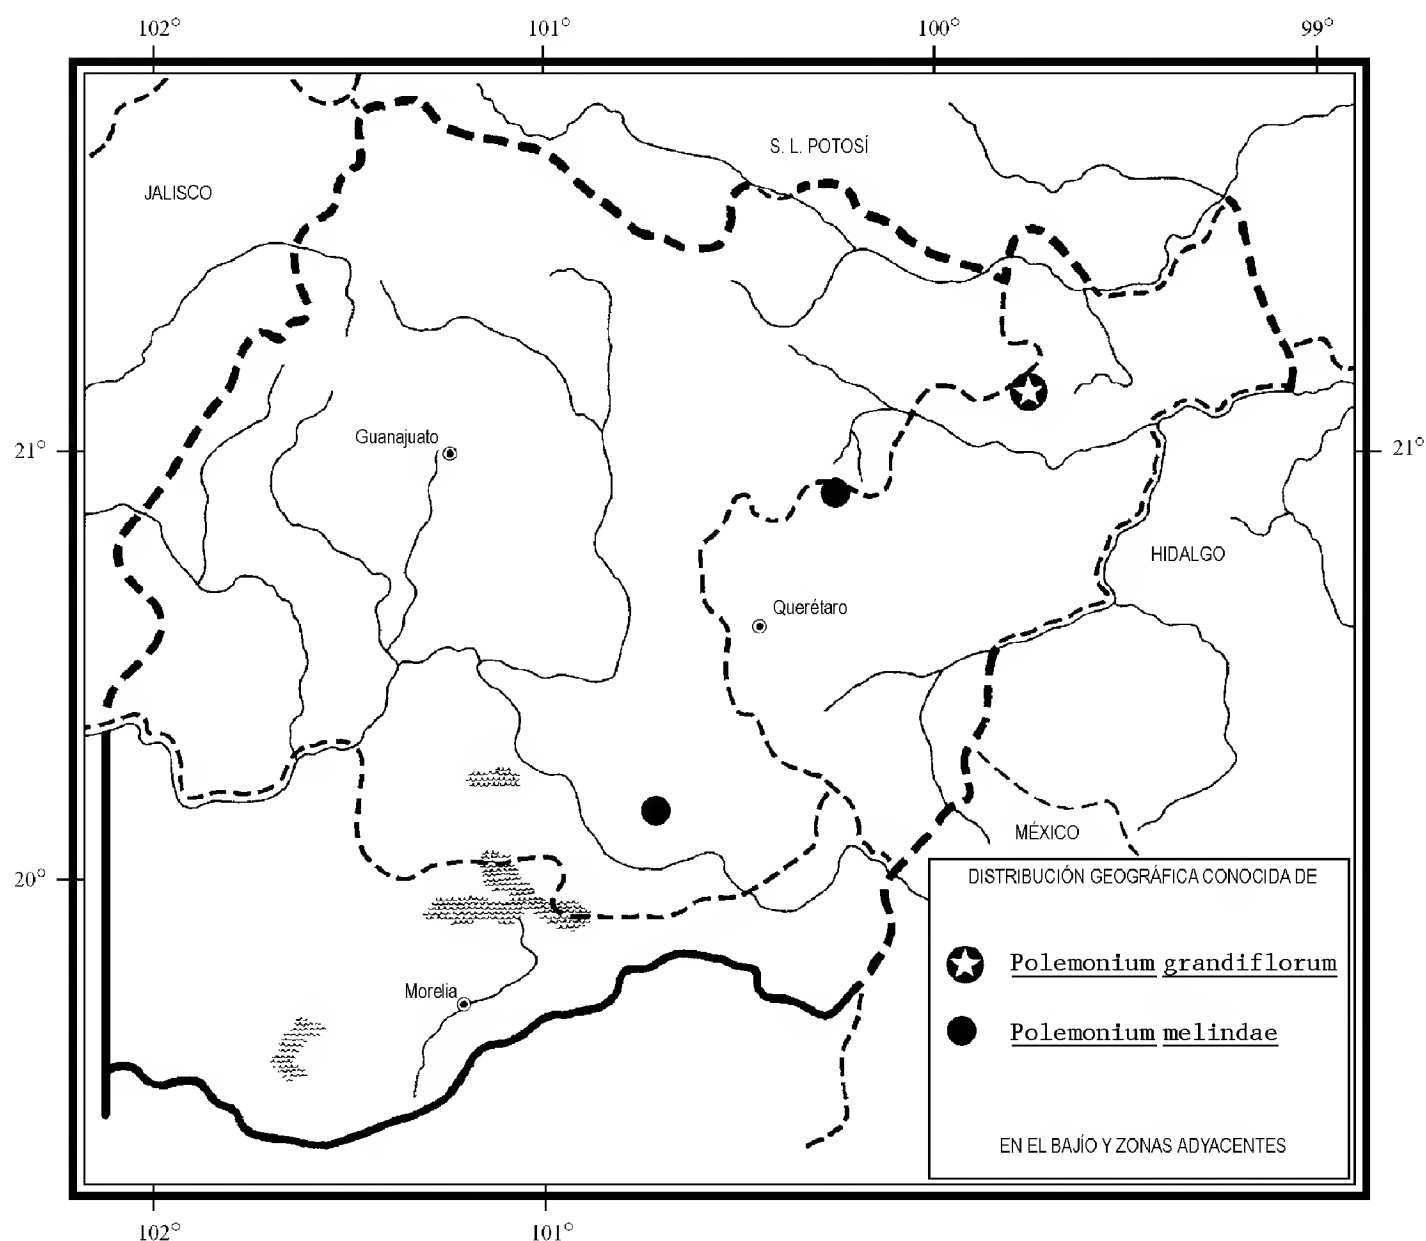 102° 101° 100° 99°
S. L. POTOSÍ
JALISCO
Guanajuato
21° 21°
HIDALGO
Querétaro
MÉXICO
20°
DISTRIBUCIÓN GEOGRÁFICA CONOCIDA DE
Polemonium grandiflorum
Morelia
Polemonium melindae
EN EL BAJÍO Y ZONAS ADYACENTES
102° 101°